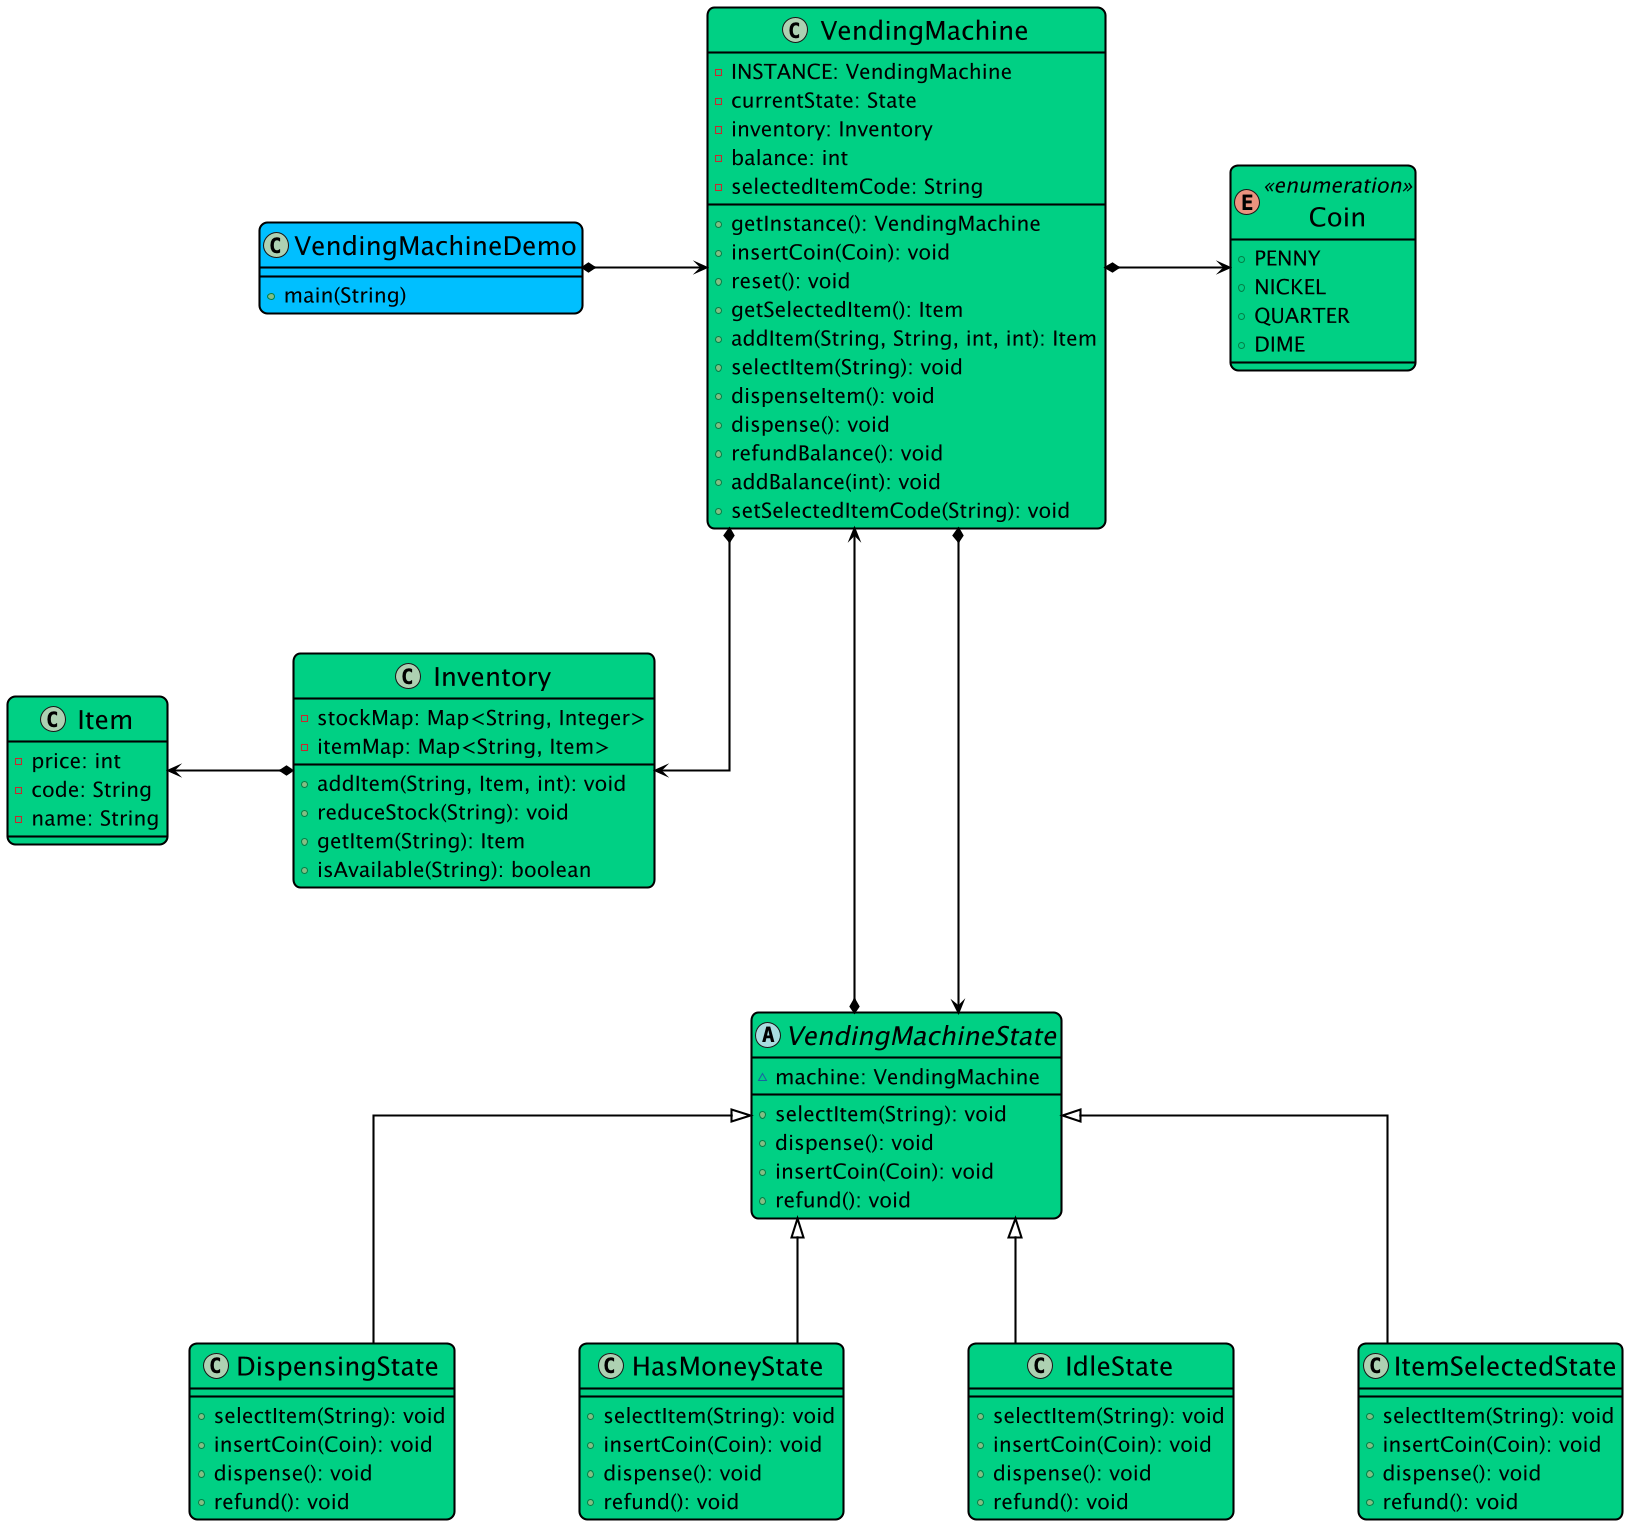 C VendingMachine
INSTANCE: VendingMachine
currentState: State
inventory: Inventory
balance: int
selectedItemCode: String
getInstance(): VendingMachine
insertCoin(Coin): void
reset(): void
getSelectedItem(): Item
addItem(String, String, int, int): Item
selectItem(String): void
dispenseItem(): void
dispense(): void
refundBalance(): void
addBalance(int): void
setSelectedItemCode(String): void
«enumeration»
E Coin
PENNY
NICKEL
QUARTER
DIME
C VendingMachineDemo
main(String)
C Inventory
stockMap: Map<String, Integer>
itemMap: Map<String, Item>
addItem(String, Item, int): void
reduceStock(String): void
getItem(String): Item
isAvailable(String): boolean
C Item
price: int
code: String
name: String
A VendingMachineState
machine: VendingMachine
selectItem(String): void
dispense(): void
insertCoin(Coin): void
refund(): void
C DispensingState
selectItem(String): void
insertCoin(Coin): void
dispense(): void
refund(): void
C HasMoneyState
selectItem(String): void
insertCoin(Coin): void
dispense(): void
refund(): void
C IdleState
selectItem(String): void
insertCoin(Coin): void
dispense(): void
refund(): void
C ItemSelectedState
selectItem(String): void
insertCoin(Coin): void
dispense(): void
refund(): void